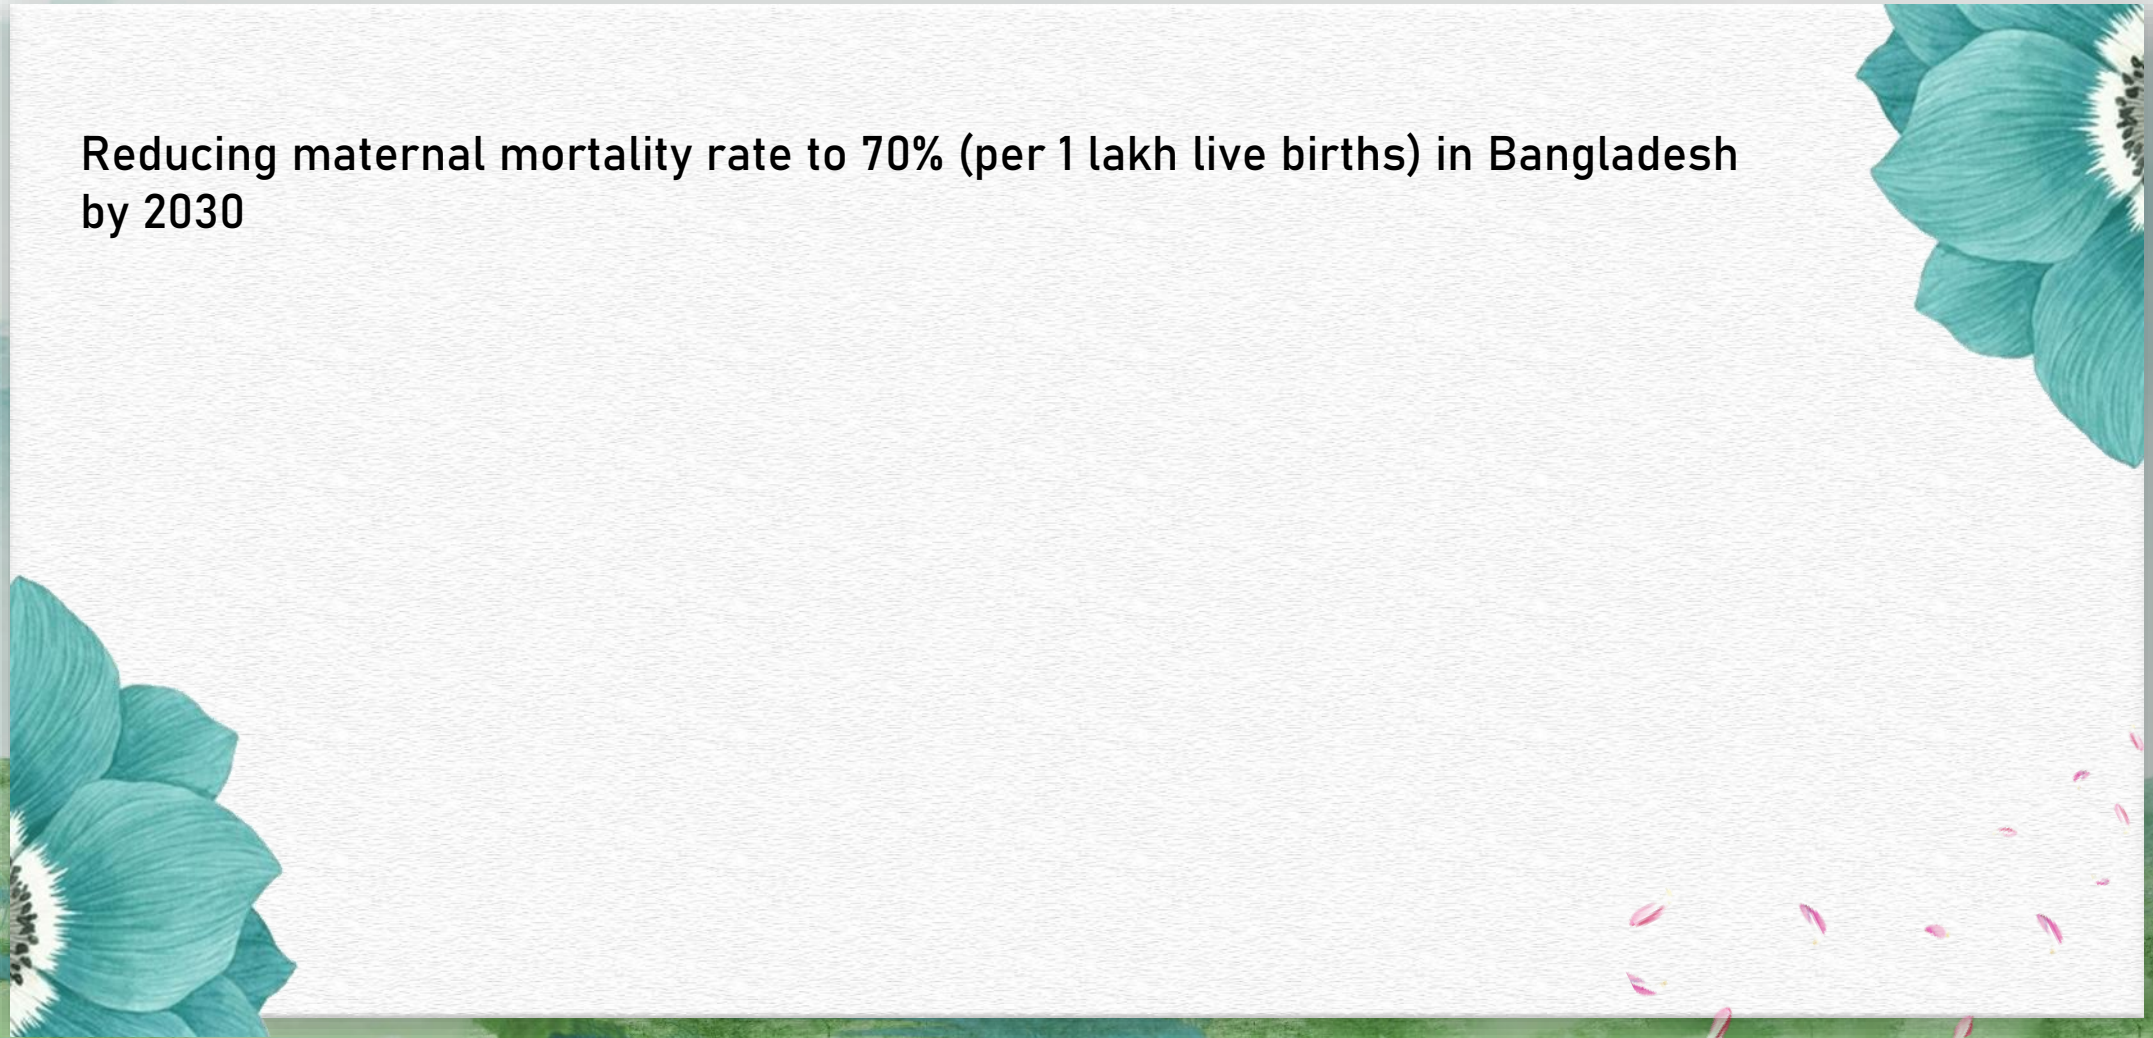 Reducing maternal mortality rate to 70% (per 1 lakh live births) in Bangladesh
by 2030